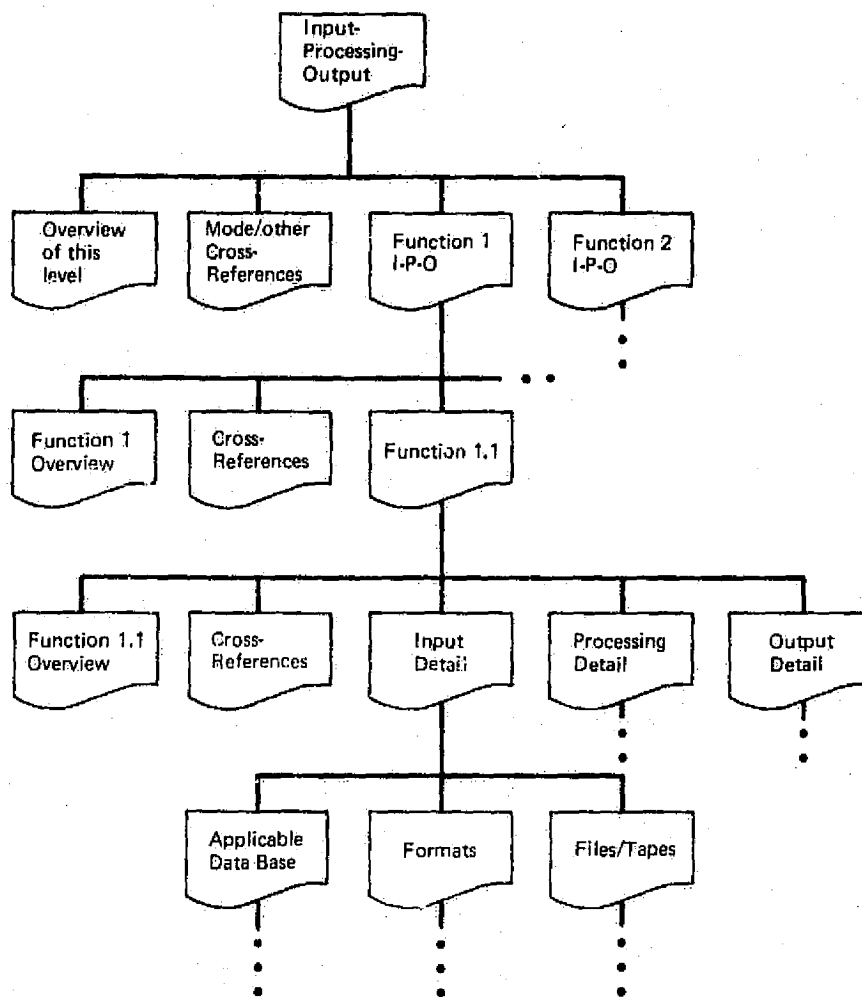 Input-
Processing-
Output
Overview
of this
level
Mode/other
Cross-
References
Function 1
I-P-O
Function 2
I-P-O
Function 1
Overview
Cross-
References
Function 1.1
Function 1.1
Overview
Cross-
References
Input
Detail
Processing
Detail
Output
Detail
Applicable
Data Base
Formats
Files/Tapes